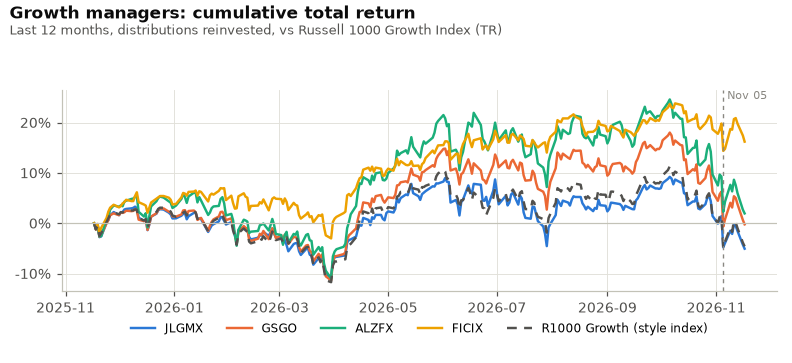 Growth managers: cumulative total return
Last 12 months, distributions reinvested, vs Russell 1000 Growth Index (TR)
Nov 05
20%
10%
0%
-10%
2025-11 2026-01 2026-03 2026-05 2026-07 2026-09 2026-11
JLGMX GSGO ALZFX FICIX R1000 Growth (style index)